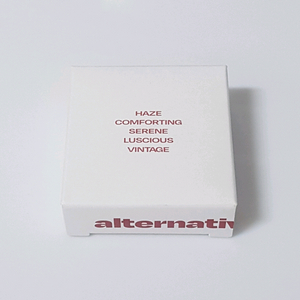 HAZE
COMFORTING
SERENE
LUSCIOUS
VINTAGE
alternativ